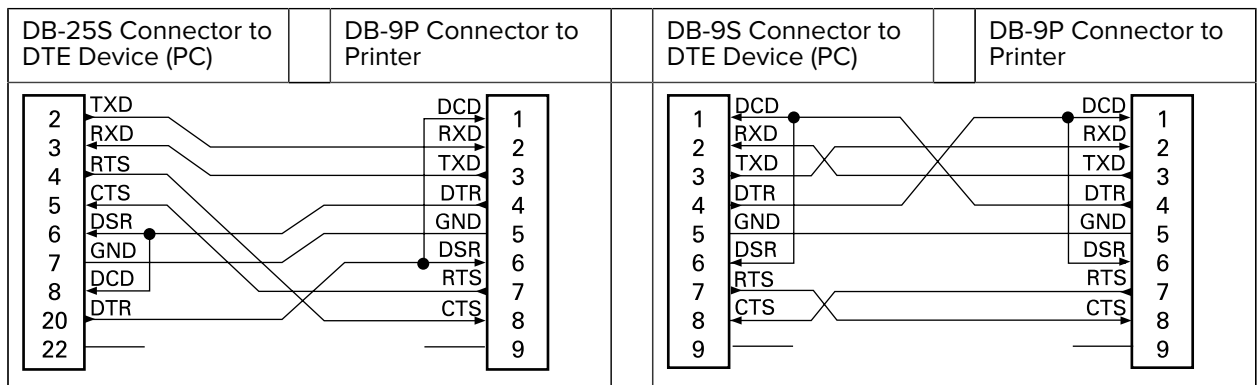 DB-25S Connector to
DTE Device (PC)
DB-9P Connector to
Printer
DB-9S Connector to
DTE Device (PC)
DB-9P Connector to
Printer
2 TXD
3 RXD
4 RTS
5 CTS
6 DSR
7 GND
8 DCD
20 DTR
22
DCD 1
RXD 2
TXD 3
DTR 4
GND 5
DSR 6
RTS 7
CTS 8
9
1 DCD
2 RXD
3 TXD
4 DTR
5 GND
6 DSR
7 RTS
8 CTS
9
DCD 1
RXD 2
TXD 3
DTR 4
GND 5
DSR 6
RTS 7
CTS 8
9